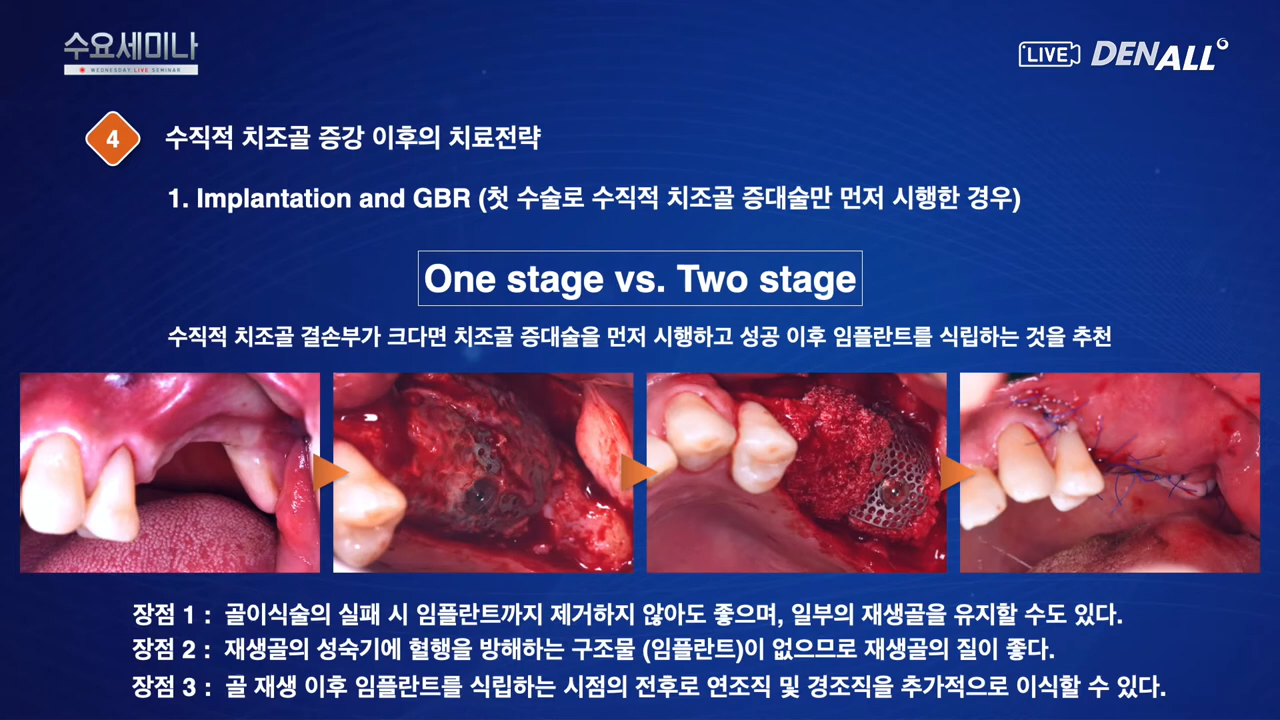 수요세미나
WEDNESDAY LIVE SEMINAR
LIVE DENALL
4 수직적 치조골 증강 이후의 치료전략
1. Implantation and GBR (첫 수술로 수직적 치조골 증대술만 먼저 시행한 경우)
One stage vs. Two stage
수직적 치조골 결손부가 크다면 치조골 증대술을 먼저 시행하고 성공 이후 임플란트를 식립하는 것을 추천
장점 1 : 골이식술의 실패 시 임플란트까지 제거하지 않아도 좋으며, 일부의 재생골을 유지할 수도 있다.
장점 2 : 재생골의 성숙기에 혈행을 방해하는 구조물 (임플란트)이 없으므로 재생골의 질이 좋다.
장점 3 : 골 재생 이후 임플란트를 식립하는 시점의 전후로 연조직 및 경조직을 추가적으로 이식할 수 있다.